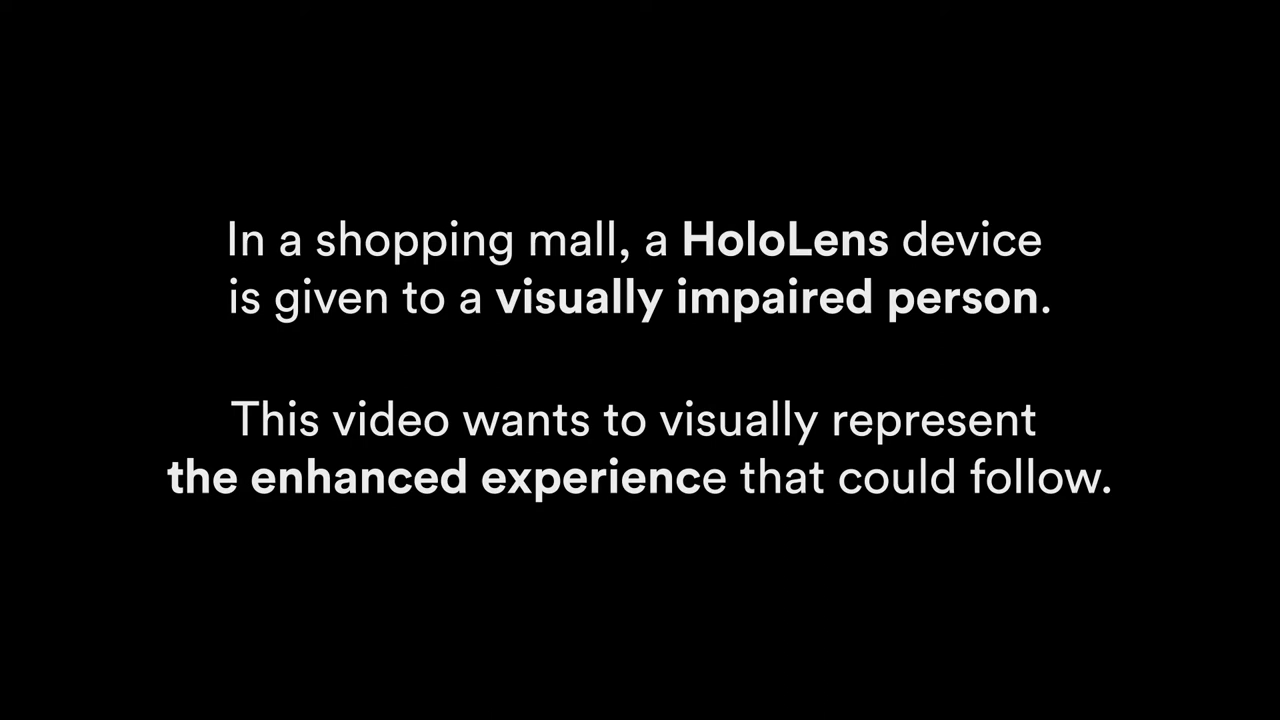 In a shopping mall, a HoloLens device
is given to a visually impaired person.
This video wants to visually represent
the enhanced experience that could follow.